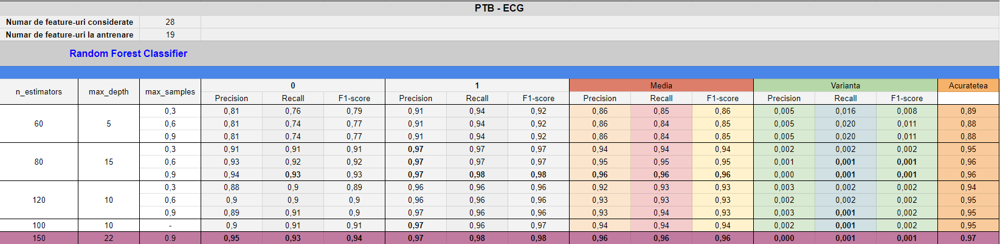 PTB - ECG
Numar de feature-uri considerate 28
Numar de feature-uri la antrenare 19
Random Forest Classifier
n_estimators max_depth max_samples 0 1 Media Varianta Acuratetea
Precision Recall F1-score Precision Recall F1-score Precision Recall F1-score Precision Recall F1-score
60 5 0,3 0,81 0,76 0,79 0,91 0,94 0,92 0,86 0,85 0,86 0,005 0,016 0,008 0,89
0,6 0,81 0,74 0,77 0,91 0,94 0,92 0,86 0,84 0,85 0,005 0,020 0,011 0,88
0,9 0,81 0,74 0,77 0,91 0,94 0,92 0,86 0,84 0,85 0,005 0,020 0,011 0,88
80 15 0,3 0,91 0,91 0,91 0,97 0,97 0,97 0,94 0,94 0,94 0,002 0,002 0,002 0,95
0,6 0,93 0,92 0,92 0,97 0,97 0,97 0,95 0,95 0,95 0,001 0,001 0,001 0,96
0,9 0,94 0,93 0,93 0,97 0,98 0,98 0,96 0,96 0,96 0,000 0,001 0,001 0,96
120 10 0,3 0,88 0,9 0,89 0,96 0,96 0,96 0,92 0,93 0,93 0,003 0,002 0,002 0,94
0,6 0,9 0,9 0,9 0,96 0,96 0,96 0,93 0,93 0,93 0,002 0,002 0,002 0,95
0,9 0,89 0,91 0,9 0,97 0,96 0,96 0,93 0,94 0,93 0,003 0,001 0,002 0,95
100 10 - 0,9 0,91 0,91 0,97 0,96 0,97 0,94 0,94 0,94 0,002 0,001 0,002 0,95
150 22 0.9 0,95 0,93 0,94 0,97 0,98 0,98 0,96 0,96 0,96 0,000 0,001 0,001 0.97